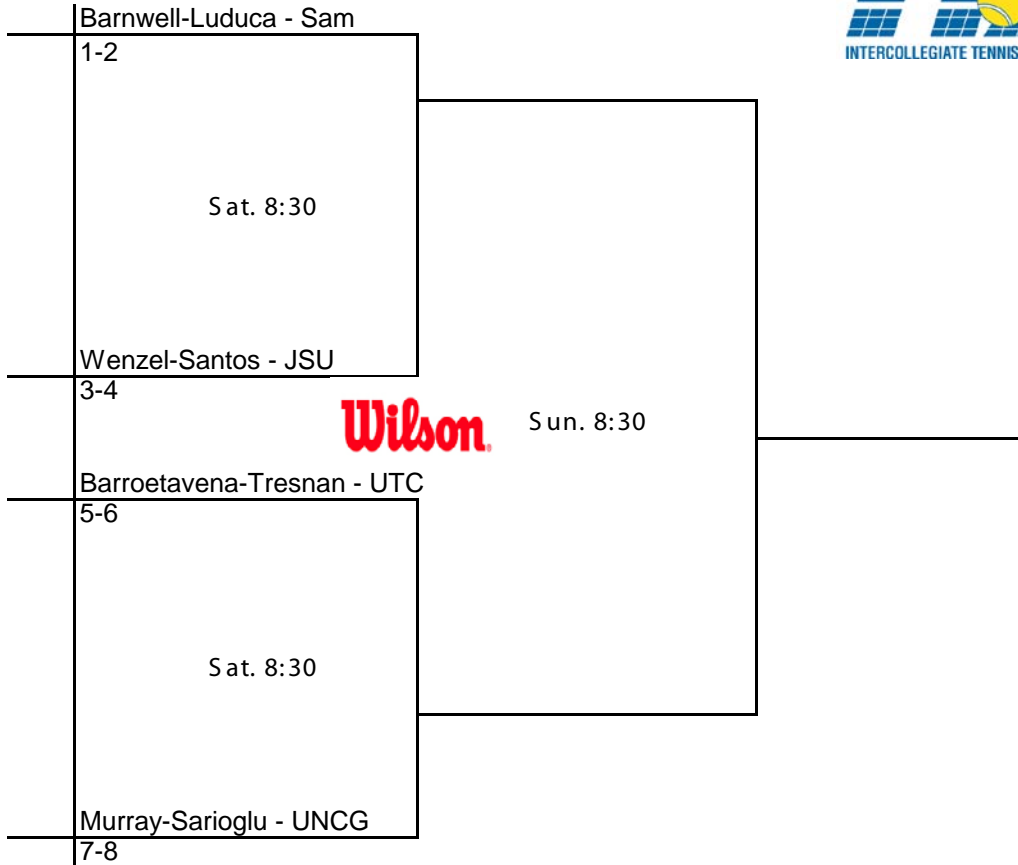 Barnwell-Luduca - Sam
INTERCOLLEGIATE TENNIS
1-2
Sat. 8:30
Wenzel-Santos - JSU
3-4
Wilson
Sun. 8:30
Barroetavena-Tresnan - UTC
5-6
Sat. 8:30
Murray-Sarioglu - UNCG
7-8